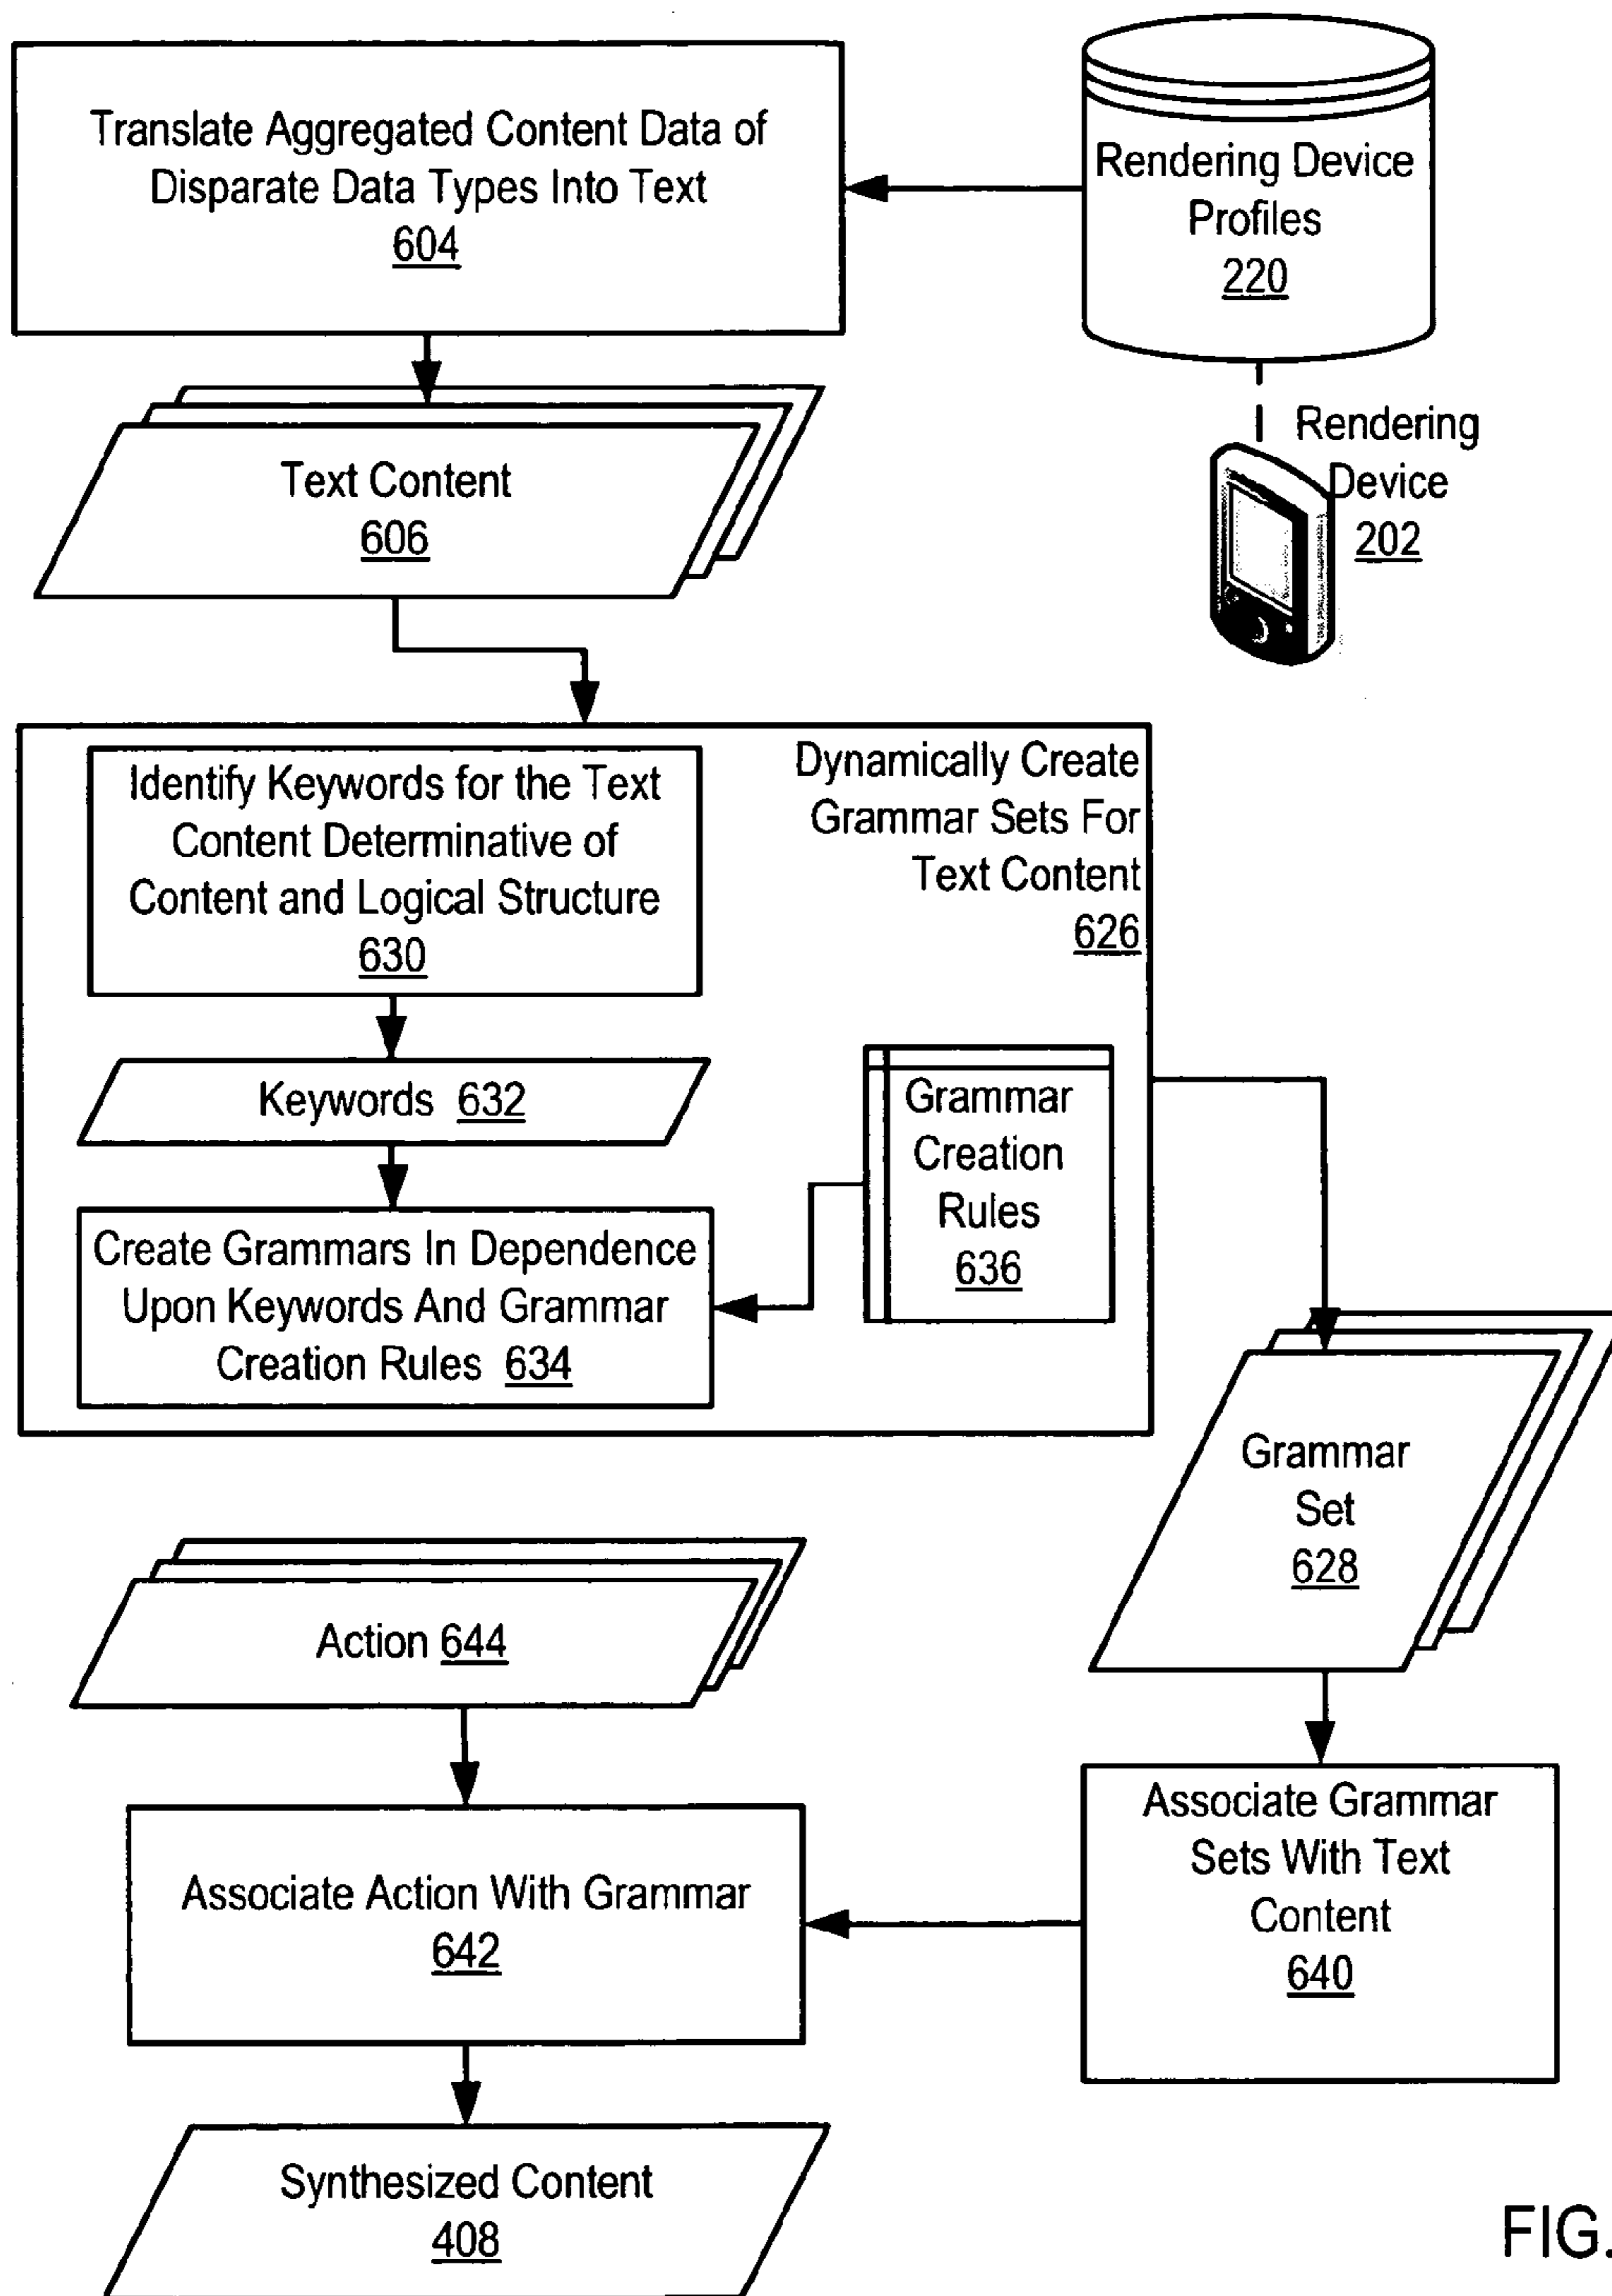 Translate Aggregated Content Data of
Disparate Data Types Into Text
604
Rendering Device
Profiles
220
Rendering
Device
202
Text Content
606
Dynamically Create
Grammar Sets For
Text Content
626
Identify Keywords for the Text
Content Determinative of
Content and Logical Structure
630
Keywords 632
Grammar
Creation
Rules
636
Create Grammars In Dependence
Upon Keywords And Grammar
Creation Rules 634
Grammar
Set
628
Action 644
Associate Grammar
Sets With Text
Content
640
Associate Action With Grammar
642
Synthesized Content
408
FIG.